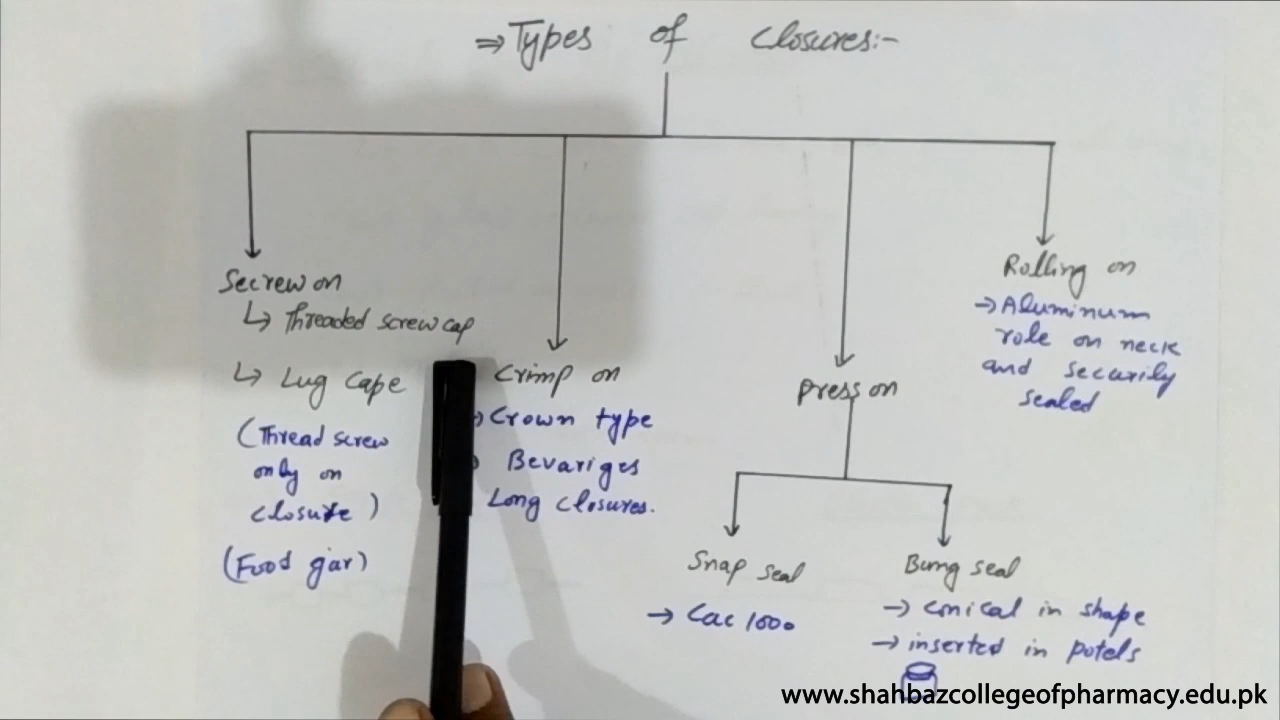 ⇒ Types of closures:-
Secrew on
↳ Threaded screw cap
↳ Lug cape
(Thread screw
only on
closure)
(Food gar)
Crimp on
→ Crown type
Bevariges
Long closures.
Press on
Snap seal
→ Cac 1000
Bung seal
→ Conical in shape
→ inserted in potels
Rolling on
→ Aluminum
role on neck
and securily
sealed
www.shahbazcollegeofpharmacy.edu.pk